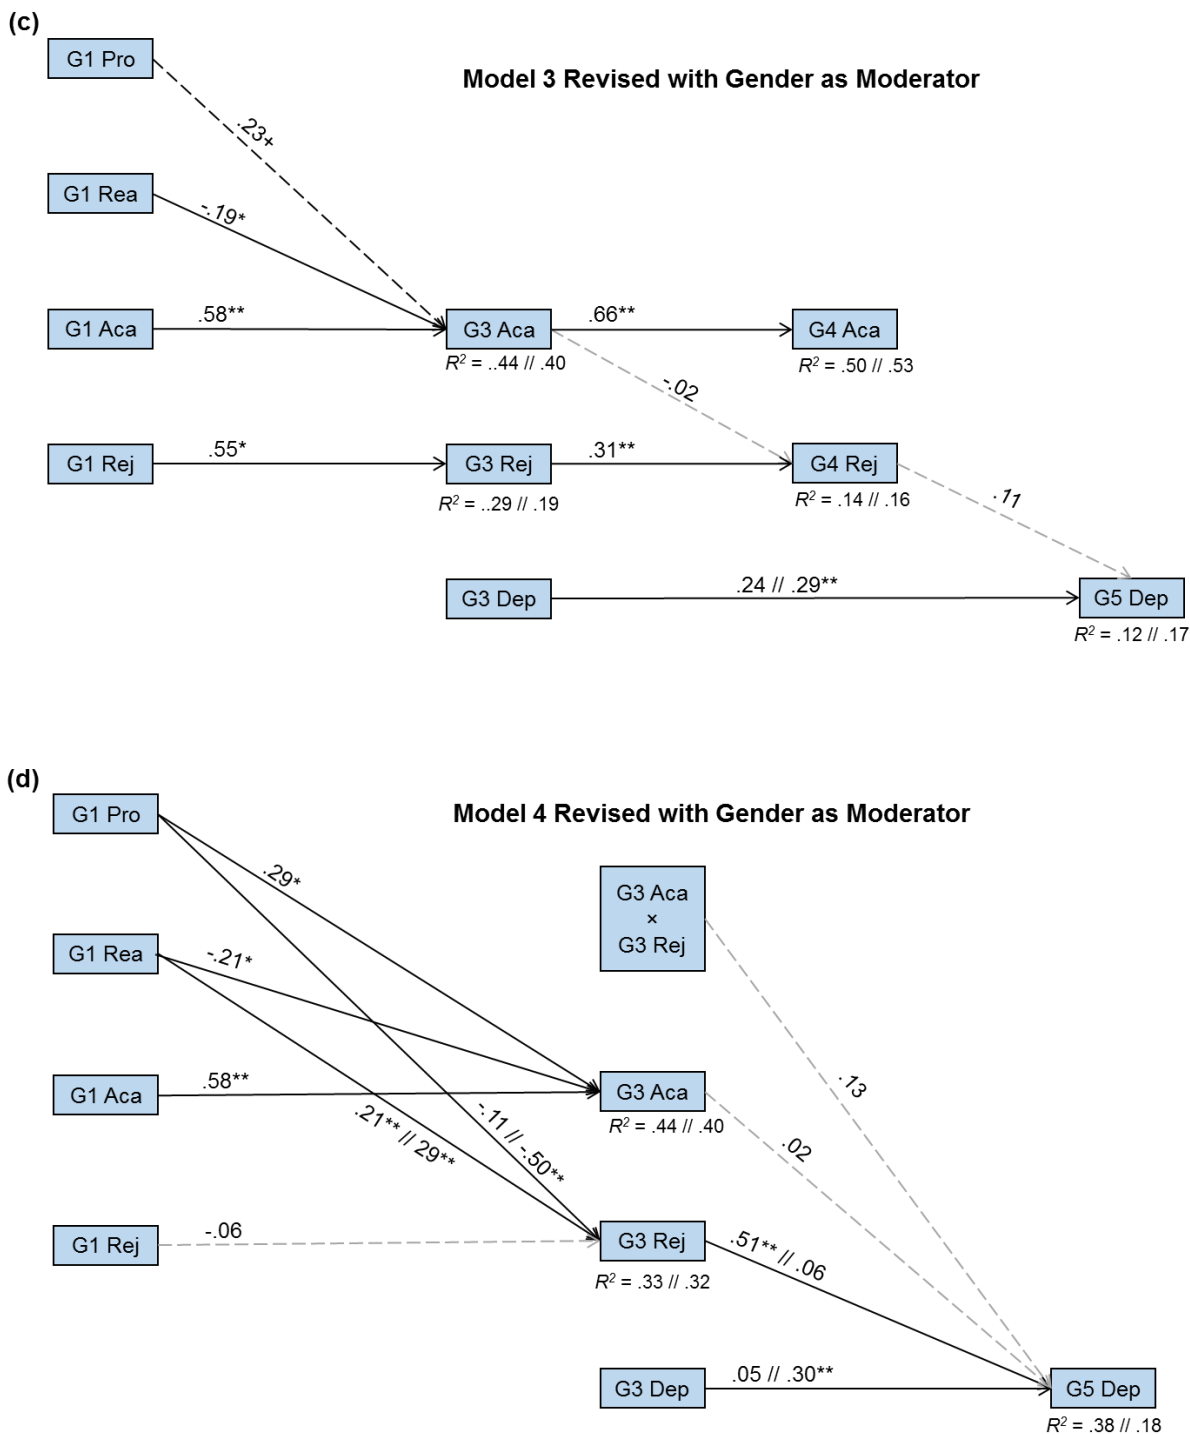 (c)
G1 Pro
Model 3 Revised with Gender as Moderator
.23+
G1 Rea
-.19*
G1 Aca
.58**
G3 Aca
.66**
G4 Aca
R² = ..44 // .40
R² = .50 // .53
-.02
G1 Rej
.55*
G3 Rej
.31**
G4 Rej
R² = ..29 // .19
R² = .14 // .16
.11
G3 Dep
.24 // .29**
G5 Dep
R² = .12 // .17
(d)
G1 Pro
Model 4 Revised with Gender as Moderator
.29*
G3 Aca
×
G3 Rej
G1 Rea
-.21*
G1 Aca
.58**
G3 Aca
R² = .44 // .40
.13
.21** // 29**
-.11 // -.50**
.02
G1 Rej
-.06
G3 Rej
R² = .33 // .32
.51** // .06
G3 Dep
.05 // .30**
G5 Dep
R² = .38 // .18